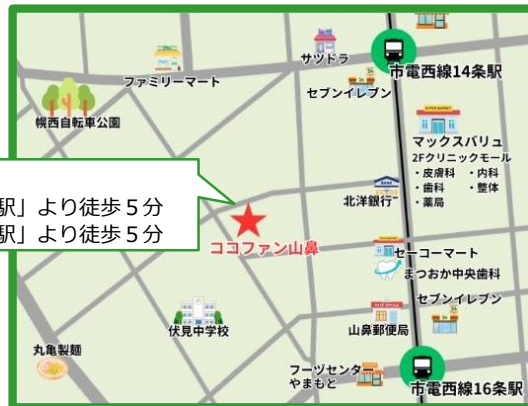 サツドラ
市電西線14条駅
ファミリーマート
セブンイレブン
幌西自転車公園
マックスバリュ
2Fクリニックモール
・皮膚科 ・内科
・歯科 ・整体
・薬局
駅」より徒歩５分
駅」より徒歩５分
北洋銀行
ココファン山鼻
セーコーマート
まつおか中央歯科
セブンイレブン
伏見中学校
山鼻郵便局
丸亀製麺
フーヅセンター
やまもと
市電西線16条駅